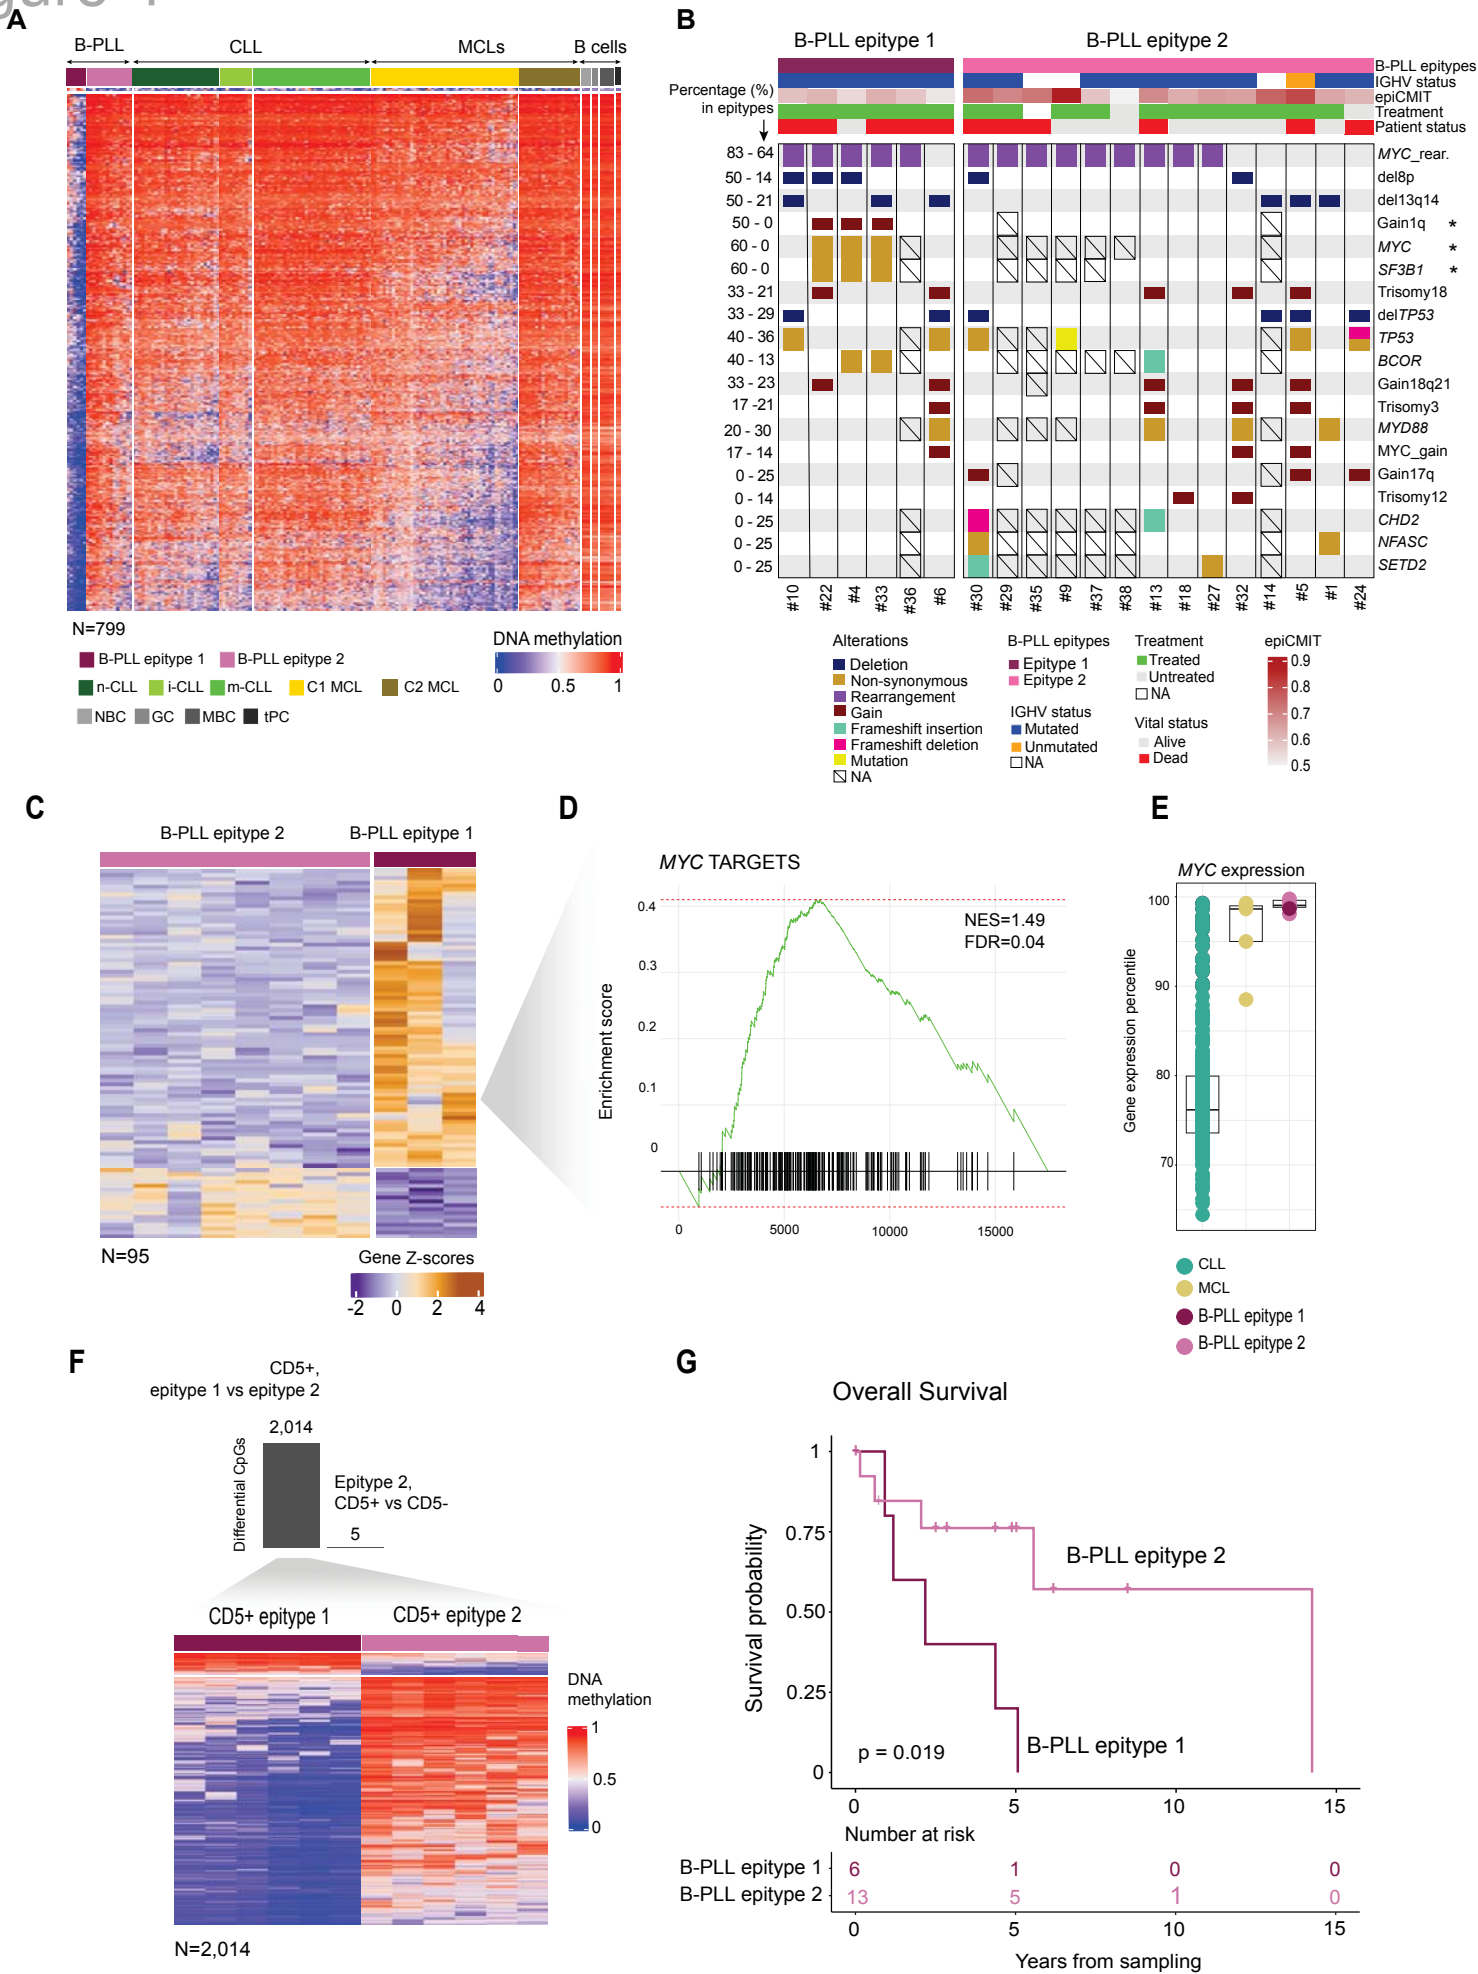 gure 4
A
B-PLL
CLL
MCLs
B cells
N=799
DNA methylation
0
0.5
1
B-PLL epitype 1
B-PLL epitype 2
n-CLL
i-CLL
m-CLL
C1 MCL
C2 MCL
NBC
GC
MBC
tPC
B
B-PLL epitype 1
B-PLL epitype 2
Percentage (%)
in epitypes
B-PLL epitypes
IGHV status
epiCMIT
Treatment
Patient status
83 - 64
MYC_rear.
50 - 14
del8p
50 - 21
del13q14
50 - 0
Gain1q *
60 - 0
MYC *
60 - 0
SF3B1 *
33 - 21
Trisomy18
33 - 29
delTP53
40 - 36
TP53
40 - 13
BCOR
33 - 23
Gain18q21
17 -21
Trisomy3
20 - 30
MYD88
17 - 14
MYC_gain
0 - 25
Gain17q
0 - 14
Trisomy12
0 - 25
CHD2
0 - 25
NFASC
0 - 25
SETD2
#10
#22
#4
#33
#36
#6
#30
#29
#35
#9
#37
#38
#13
#18
#27
#32
#14
#5
#1
#24
Alterations
Deletion
Non-synonymous
Rearrangement
Gain
Frameshift insertion
Frameshift deletion
Mutation
NA
B-PLL epitypes
Epitype 1
Epitype 2
IGHV status
Mutated
Unmutated
NA
Treatment
Treated
Untreated
NA
Vital status
Alive
Dead
epiCMIT
0.9
0.8
0.7
0.6
0.5
C
B-PLL epitype 2
B-PLL epitype 1
N=95
Gene Z-scores
-2
0
2
4
D
MYC TARGETS
NES=1.49
FDR=0.04
Enrichment score
0.4
0.3
0.2
0.1
0
0
5000
10000
15000
E
MYC expression
Gene expression percentile
100
90
80
70
CLL
MCL
B-PLL epitype 1
B-PLL epitype 2
F
CD5+,
epitype 1 vs epitype 2
2,014
Differential CpGs
Epitype 2,
CD5+ vs CD5-
5
CD5+ epitype 1
CD5+ epitype 2
DNA
methylation
1
0.5
0
N=2,014
G
Overall Survival
Survival probability
1
0.75
0.50
0.25
0
B-PLL epitype 2
B-PLL epitype 1
p = 0.019
0
5
10
15
Number at risk
B-PLL epitype 1
6
1
0
0
B-PLL epitype 2
13
5
1
0
0
5
10
15
Years from sampling